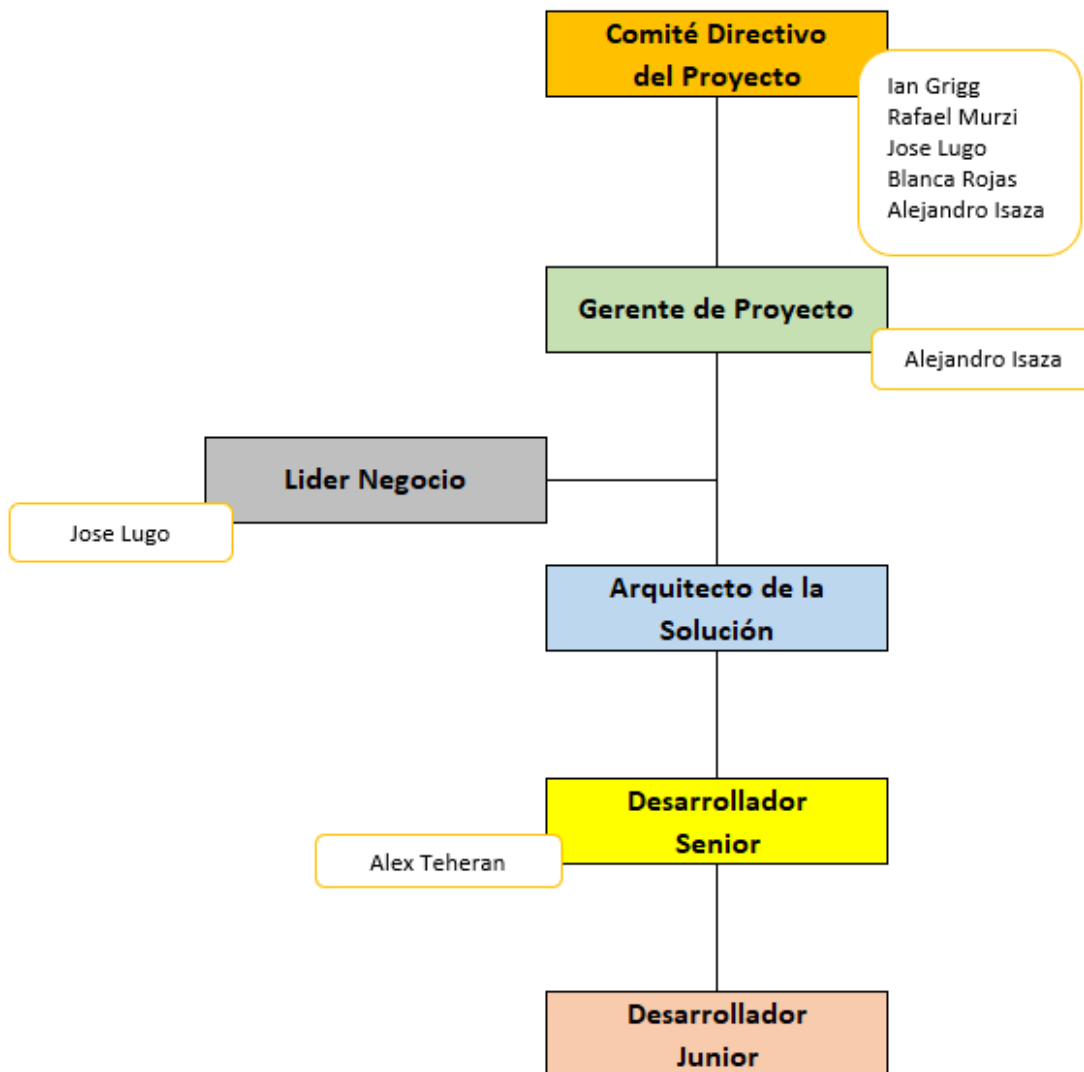 Comité Directivo
del Proyecto
Ian Grigg
Rafael Murzi
Jose Lugo
Blanca Rojas
Alejandro Isaza
Gerente de Proyecto
Alejandro Isaza
Lider Negocio
Jose Lugo
Arquitecto de la
Solución
Desarrollador
Senior
Alex Teheran
Desarrollador
Junior